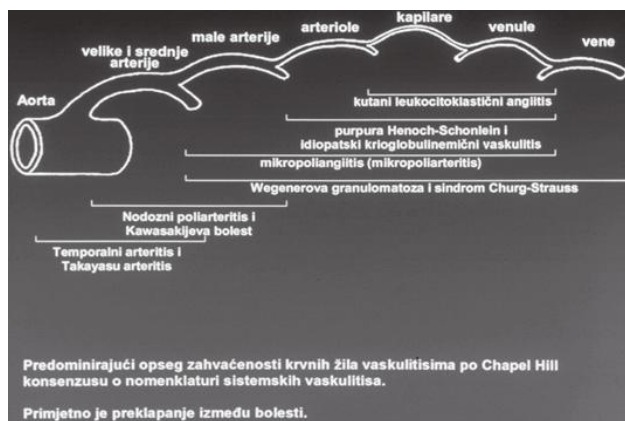 kapilare
arteriole
venule
male arterije
vene
velike i srednje
arterije
Aorta
kutani leukocitoklastični angiitis
purpura Henoch-Schonlein i
idiopatski krioglobulinemični vaskulitis
mikropoliangiitis (mikropoliarteritis)
Wegenerova granulomatoza i sindrom Churg-Strauss
Nodozni poliarteritis i
Kawasakijeva bolest
Temporalni arteritis i
Takayasu arteritis
Predominirajući opseg zahvaćenosti krvnih žila vaskulitisima po Chapel Hill
konsenzusu o nomenklaturi sistemskih vaskulitisa.
Primjetno je preklapanje između bolesti.